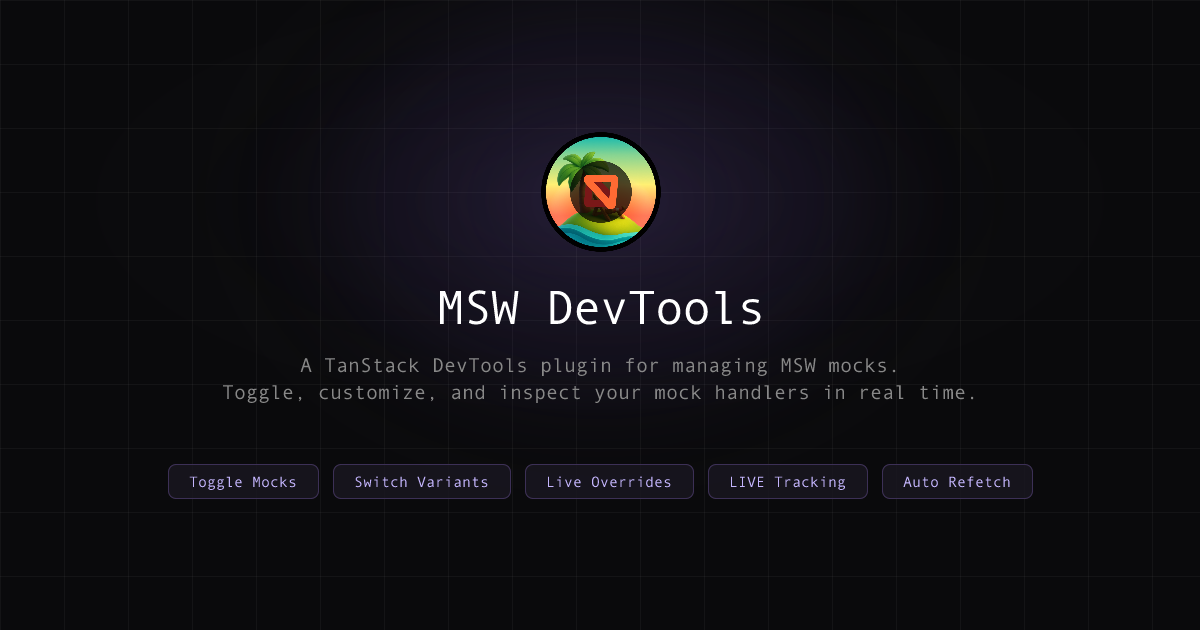 MSW DevTools
A TanStack DevTools plugin for managing MSW mocks.
Toggle, customize, and inspect your mock handlers in real time.
Toggle Mocks
Switch Variants
Live Overrides
LIVE Tracking
Auto Refetch